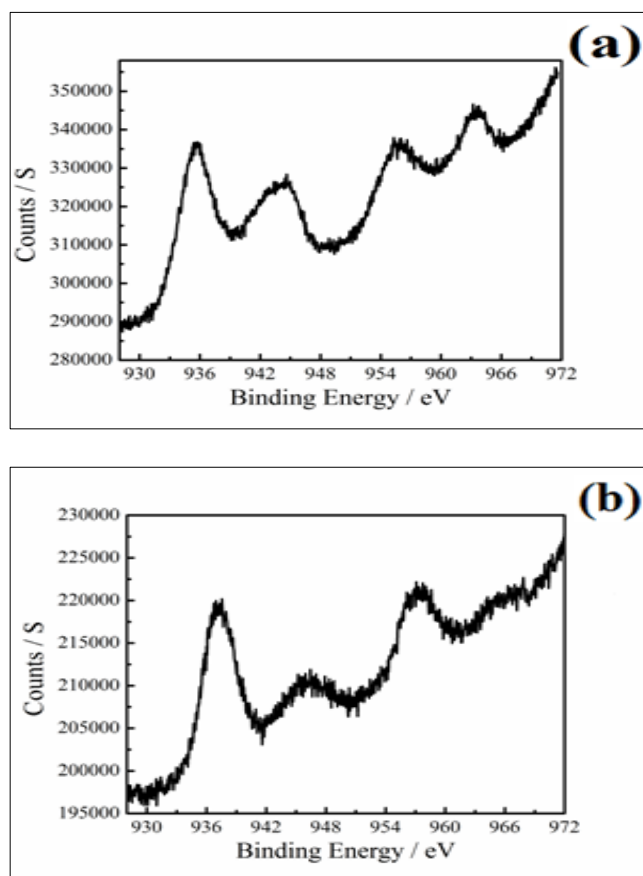 (a)
350000
340000
330000
320000
310000
300000
290000
280000
Counts / S
930 936 942 948 954 960 966 972
Binding Energy / eV
(b)
230000
225000
220000
215000
210000
205000
200000
195000
Counts / S
930 936 942 948 954 960 966 972
Binding Energy / eV